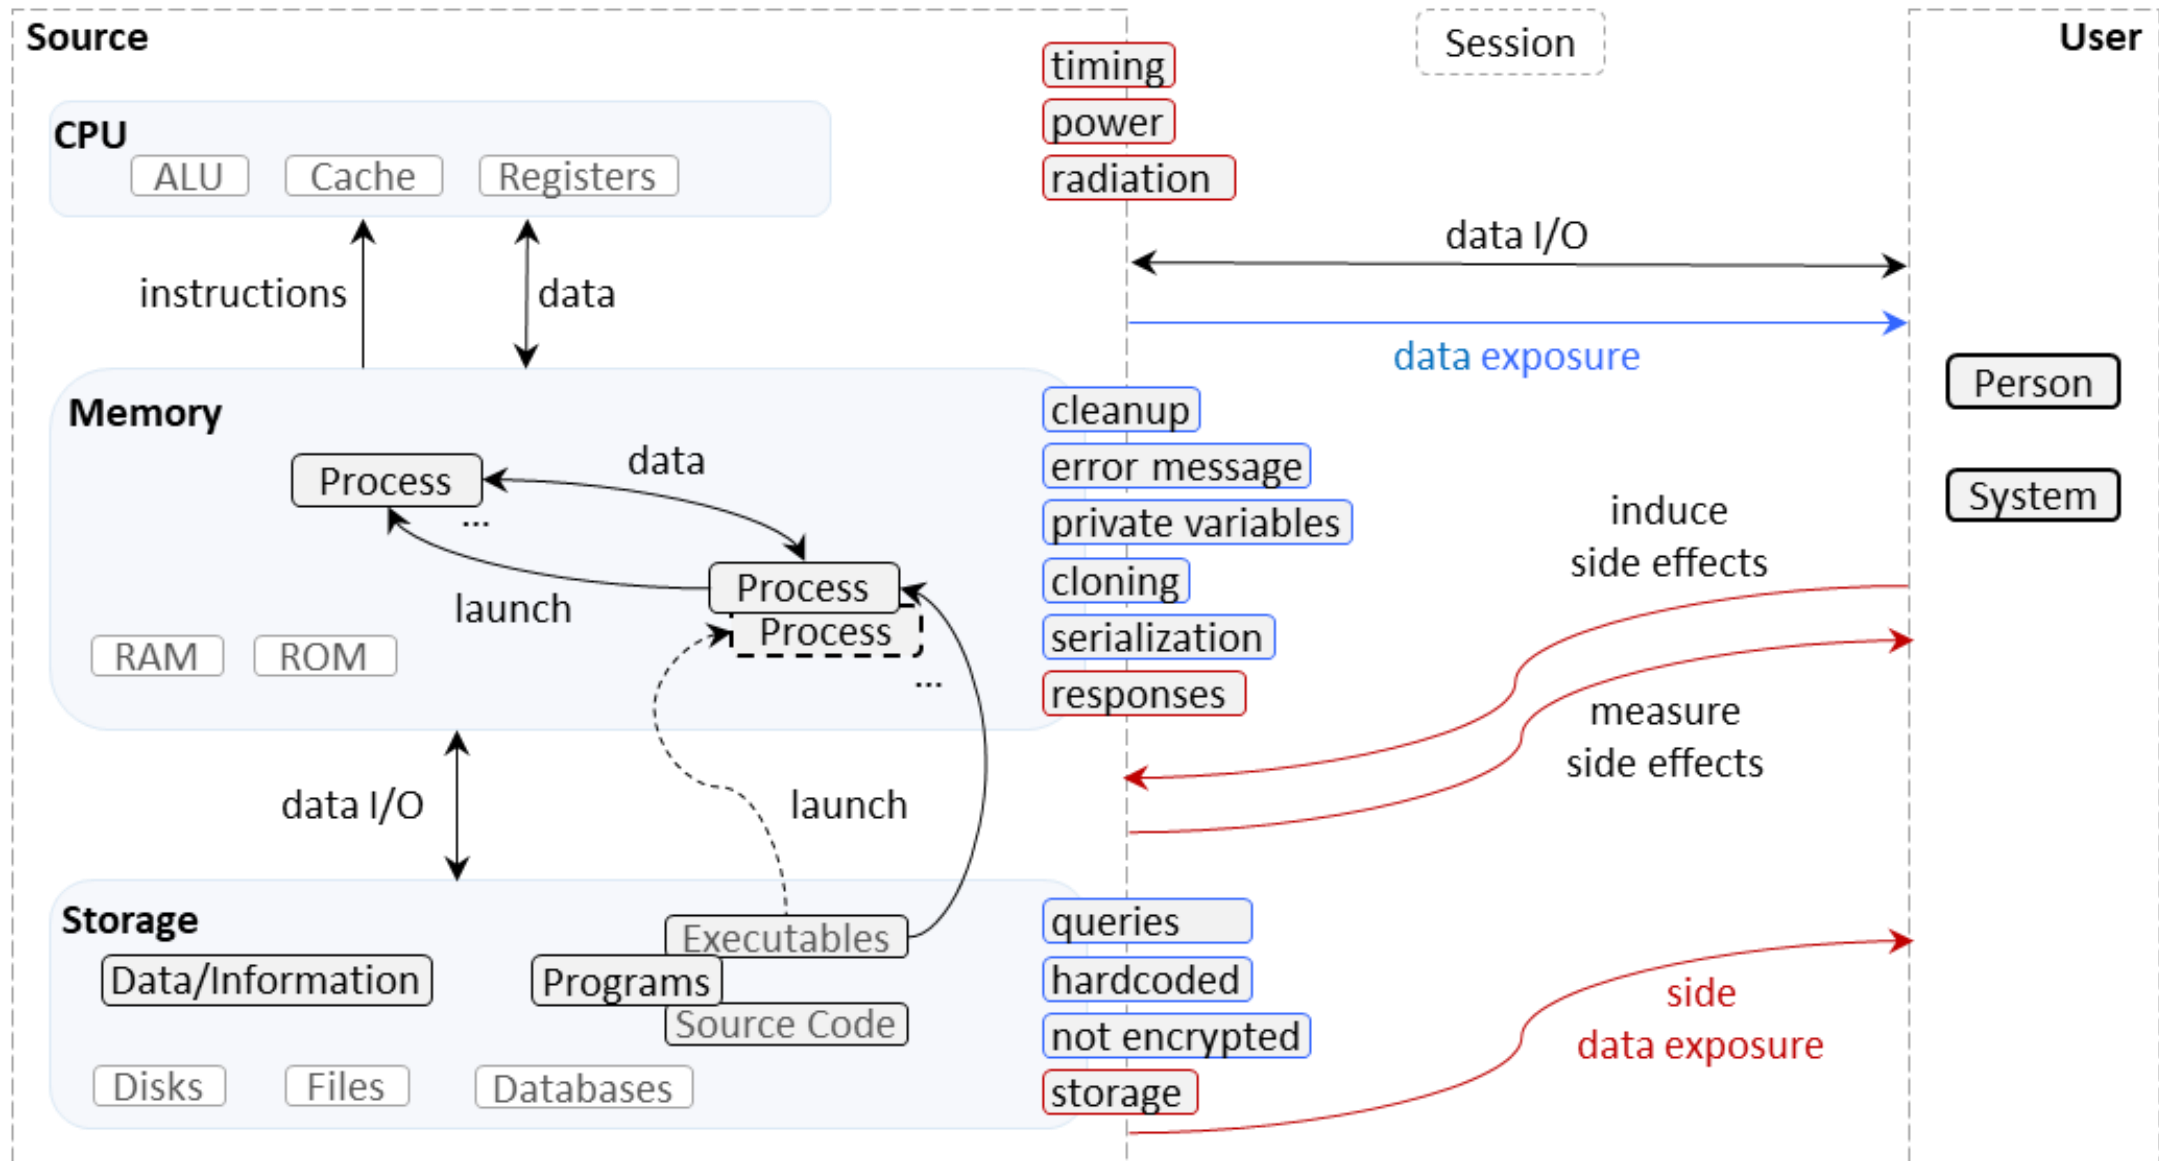 Source
Session
User
timing
power
radiation
CPU
ALU
Cache
Registers
instructions
data
data I/O
data exposure
Memory
Process
...
data
Process
Process
...
launch
RAM
ROM
cleanup
error message
private variables
cloning
serialization
responses
Person
System
induce
side effects
measure
side effects
data I/O
launch
Storage
Data/Information
Executables
Programs
Source Code
Disks
Files
Databases
queries
hardcoded
not encrypted
storage
side
data exposure